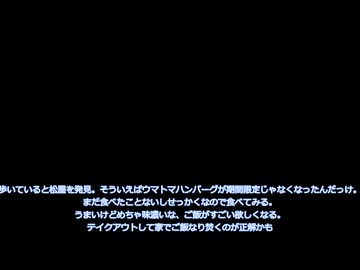 歩いていると松屋を発見。そういえばウマトマハンバーグが期間限定じゃなくなったんだっけ。
まだ食べたことないしせっかくなので食べてみる。
うまいけどめちゃ味濃いな、ご飯がすごい欲しくなる。
テイクアウトして家でご飯なり焚くのが正解かも